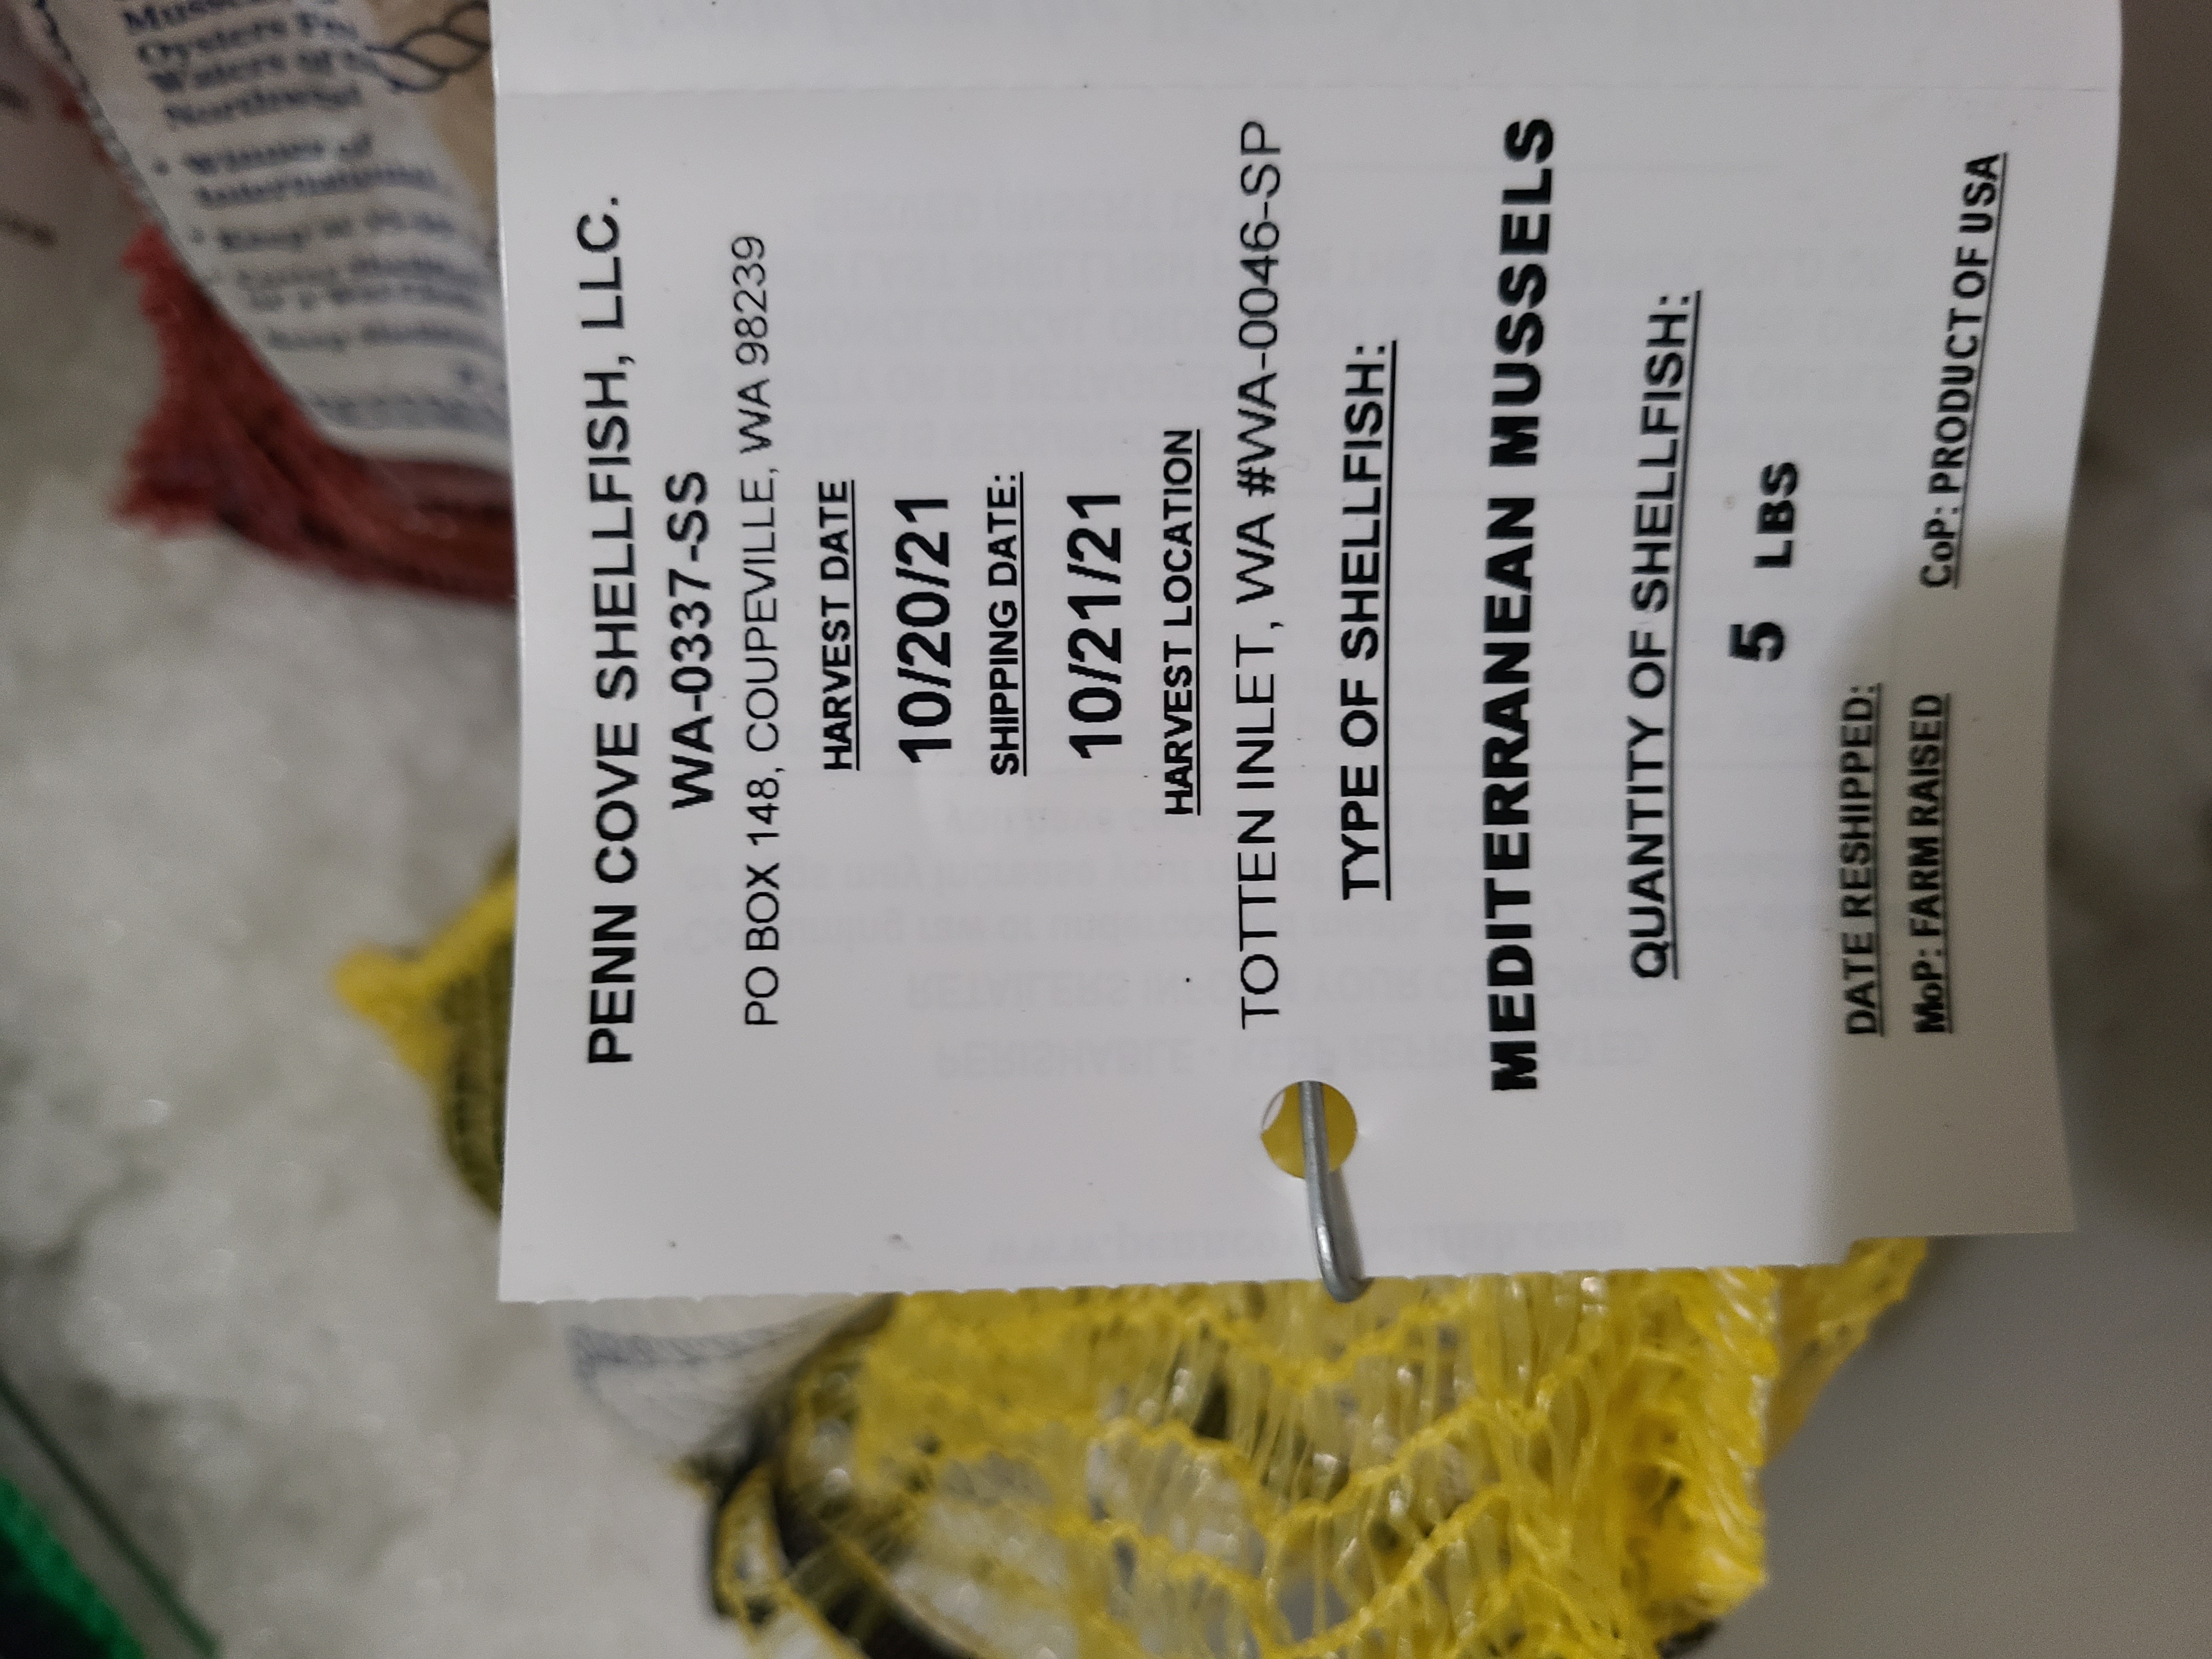 PENN COVE SHELLFISH, LLC.
WA-0337-SS
PO BOX 148, COUPEVILLE, WA 98239
HARVEST DATE
10/20/21
SHIPPING DATE:
10/21/21
HARVEST LOCATION
TOTTEN INLET, WA #WA-0046-SP
TYPE OF SHELLFISH:
MEDITERRANEAN MUSSELS
QUANTITY OF SHELLFISH:
5 LBS
DATE RESHIPPED:
MoP: FARM RAISED
CoP: PRODUCT OF USA